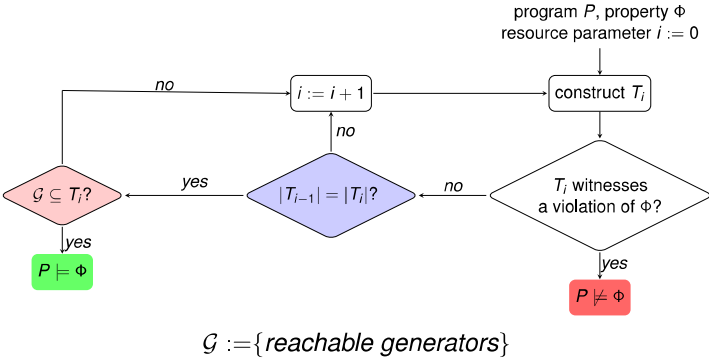 program P, property Φ
resource parameter i := 0
no
i := i + 1
construct T_i
no
𝒢 ⊆ T_i?
yes
|T_{i−1}| = |T_i|?
no
T_i witnesses
a violation of Φ?
yes
yes
P ⊨ Φ
P ⊭ Φ
𝒢 :={reachable generators}